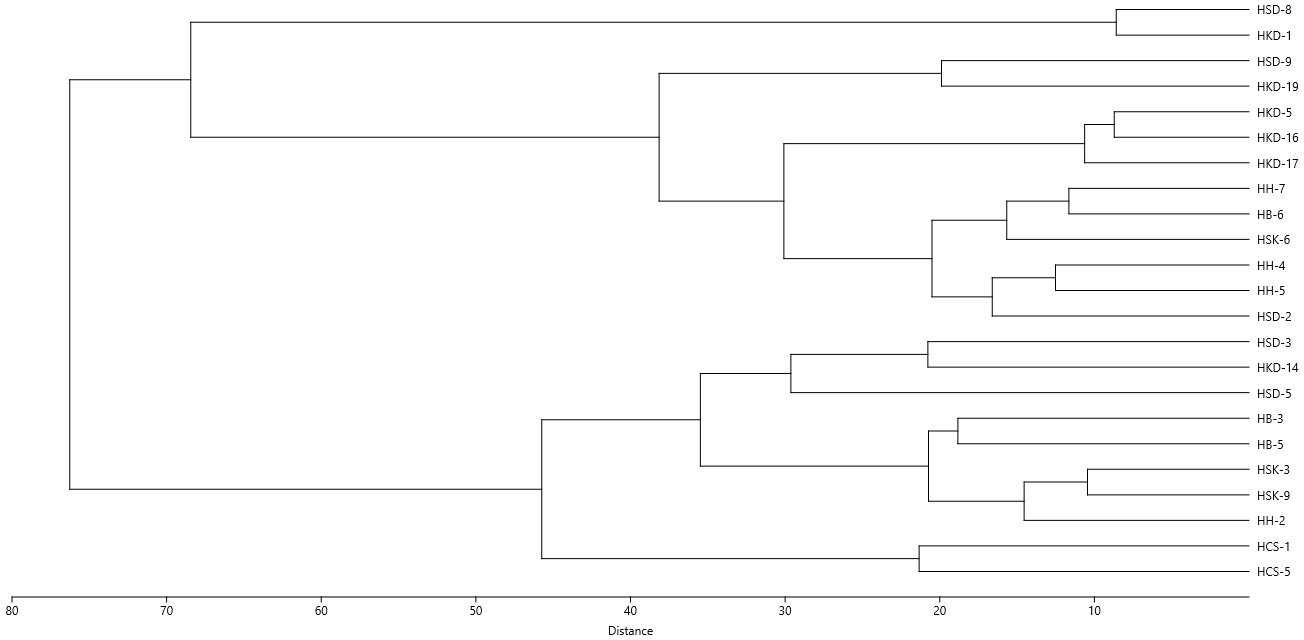 HSD-8
HKD-1
HSD-9
HKD-19
HKD-5
HKD-16
HKD-17
HH-7
HB-6
HSK-6
HH-4
HH-5
HSD-2
HSD-3
HKD-14
HSD-5
HB-3
HB-5
HSK-3
HSK-9
HH-2
HCS-1
HCS-5
80 70 60 50 40 30 20 10
Distance